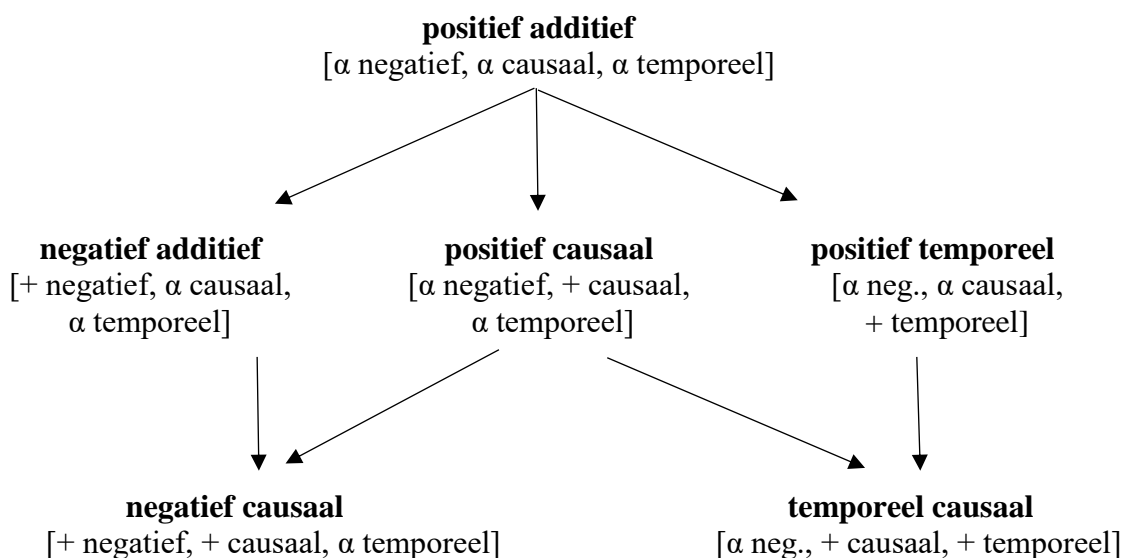 positief additief
[α negatief, α causaal, α temporeel]
negatief additief
[+ negatief, α causaal,
α temporeel]
positief causaal
[α negatief, + causaal,
α temporeel]
positief temporeel
[α neg., α causaal,
+ temporeel]
negatief causaal
[+ negatief, + causaal, α temporeel]
temporeel causaal
[α neg., + causaal, + temporeel]